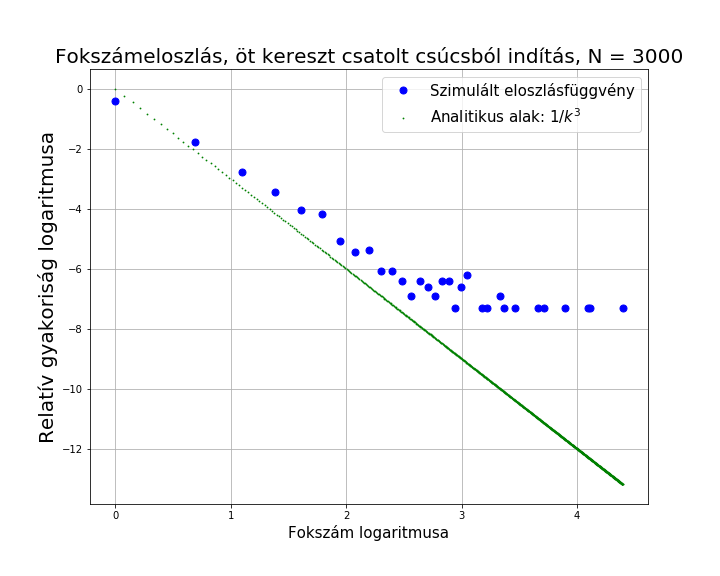 Fokszámeloszlás, öt kereszt csatolt csúcsból indítás, N = 3000
Szimulált eloszlásfüggvény
Analitikus alak: 1/k³
Relatív gyakoriság logaritmusa
0
−2
−4
−6
−8
−10
−12
0
1
2
3
4
Fokszám logaritmusa